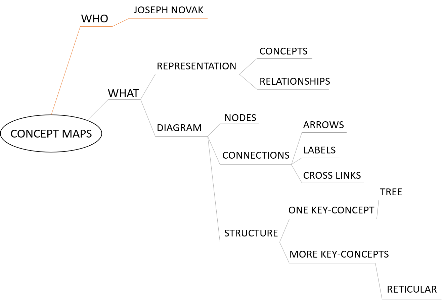 JOSEPH NOVAK
WHO
CONCEPTS
REPRESENTATION
RELATIONSHIPS
WHAT
NODES
ARROWS
DIAGRAM
CONCEPT MAPS
LABELS
CONNECTIONS
CROSS LINKS
TREE
ONE KEY-CONCEPT
STRUCTURE
MORE KEY-CONCEPTS
RETICULAR